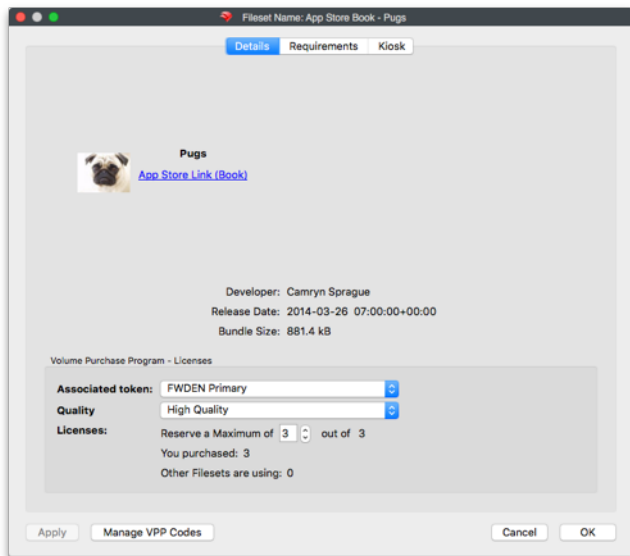 Fileset Name: App Store Book - Pugs
Details Requirements Kiosk
Pugs
App Store Link (Book)
Developer: Camryn Sprague
Release Date: 2014-03-26 07:00:00+00:00
Bundle Size: 881.4 kB
Volume Purchase Program - Licenses
Associated token: FWDEN Primary
Quality High Quality
Licenses: Reserve a Maximum of 3 out of 3
You purchased: 3
Other Filesets are using: 0
Apply Manage VPP Codes Cancel OK